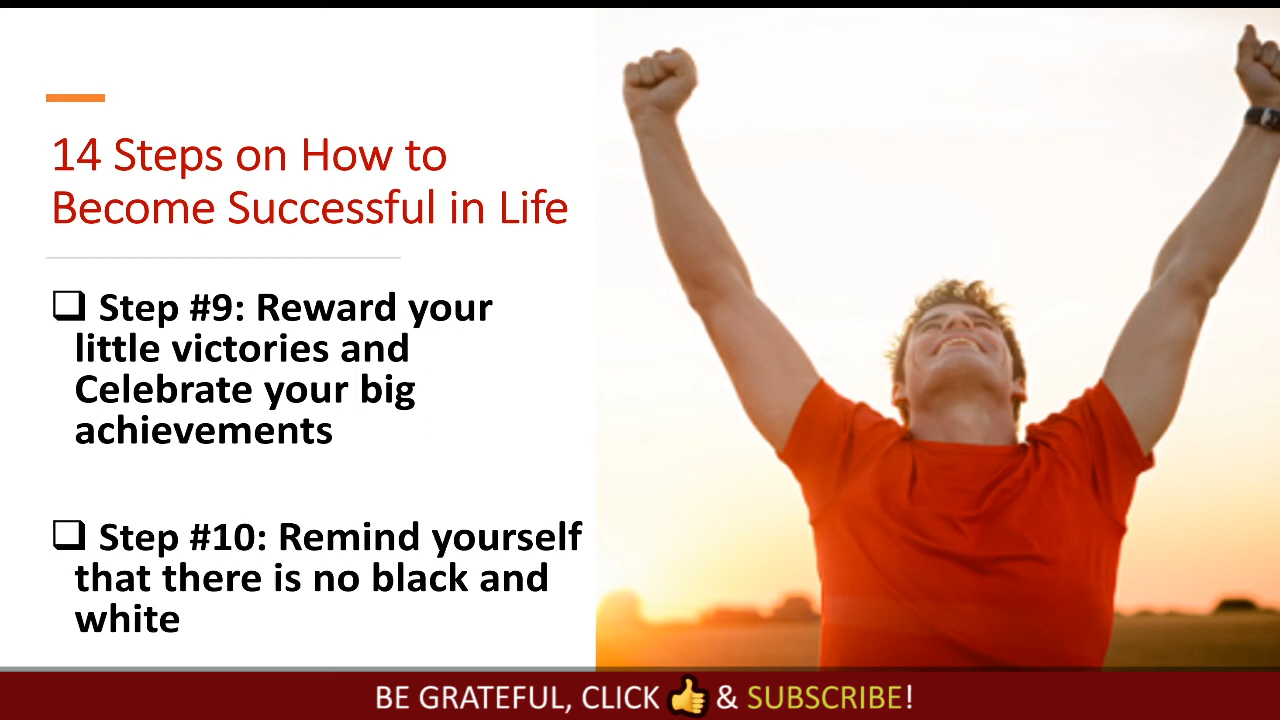 14 Steps on How to
Become Successful in Life
❑ Step #9: Reward your
little victories and
Celebrate your big
achievements
❑ Step #10: Remind yourself
that there is no black and
white
BE GRATEFUL, CLICK 👍 & SUBSCRIBE!